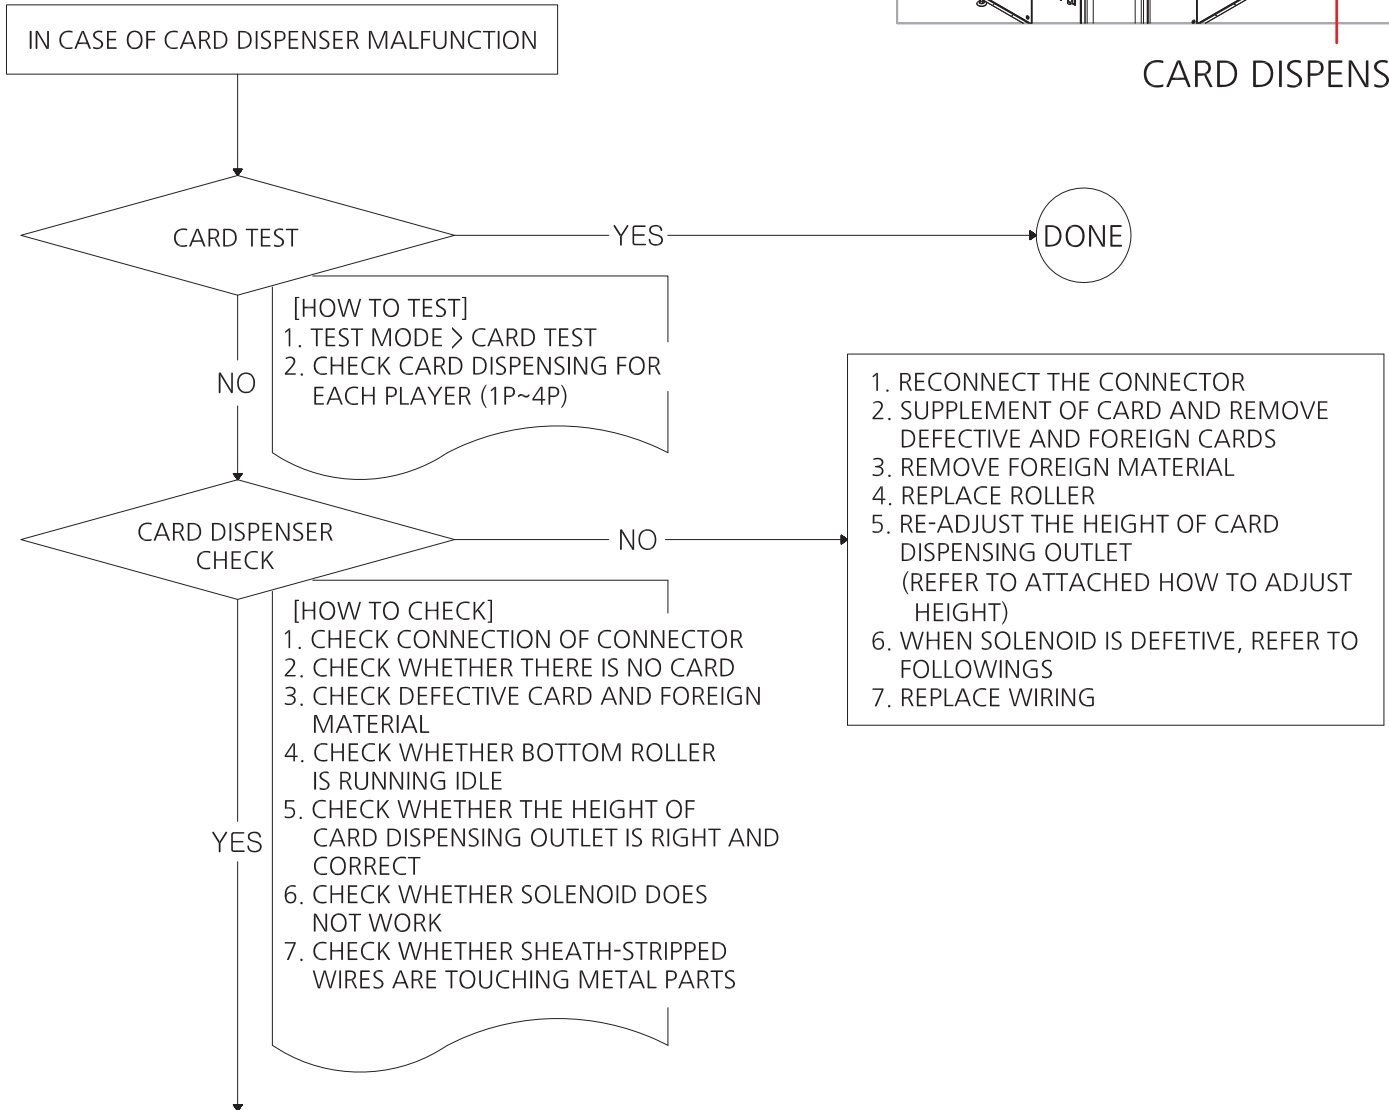 IN CASE OF CARD DISPENSER MALFUNCTION
CARD DISPENS
CARD TEST
YES
DONE
[HOW TO TEST]
1. TEST MODE > CARD TEST
2. CHECK CARD DISPENSING FOR
EACH PLAYER (1P~4P)
NO
CARD DISPENSER
CHECK
NO
1. RECONNECT THE CONNECTOR
2. SUPPLEMENT OF CARD AND REMOVE
DEFECTIVE AND FOREIGN CARDS
3. REMOVE FOREIGN MATERIAL
4. REPLACE ROLLER
5. RE-ADJUST THE HEIGHT OF CARD
DISPENSING OUTLET
(REFER TO ATTACHED HOW TO ADJUST
HEIGHT)
6. WHEN SOLENOID IS DEFETIVE, REFER TO
FOLLOWINGS
7. REPLACE WIRING
[HOW TO CHECK]
1. CHECK CONNECTION OF CONNECTOR
2. CHECK WHETHER THERE IS NO CARD
3. CHECK DEFECTIVE CARD AND FOREIGN
MATERIAL
4. CHECK WHETHER BOTTOM ROLLER
IS RUNNING IDLE
5. CHECK WHETHER THE HEIGHT OF
CARD DISPENSING OUTLET IS RIGHT AND
CORRECT
6. CHECK WHETHER SOLENOID DOES
NOT WORK
7. CHECK WHETHER SHEATH-STRIPPED
WIRES ARE TOUCHING METAL PARTS
YES